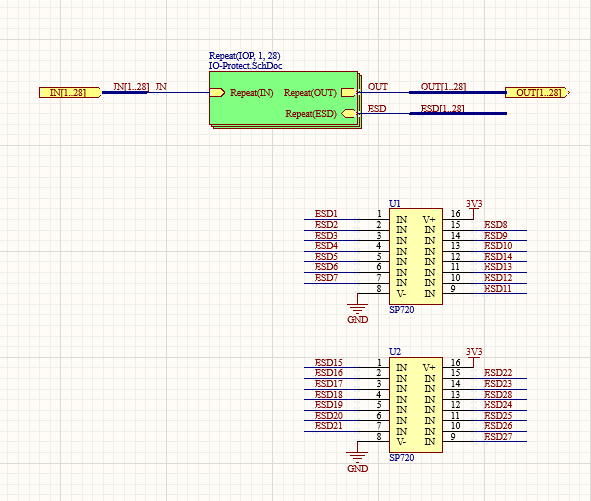 Repeat(IOP, 1, 28)
IO-Protect.SchDoc
IN[1..28] IN[1..28] IN Repeat(IN) Repeat(OUT) OUT OUT[1..28] OUT[1..28]
Repeat(ESD) ESD ESD[1..28]
U1 3V3
ESD1 1 IN V+ 16
ESD2 2 IN IN 15 ESD8
ESD3 3 IN IN 14 ESD9
ESD4 4 IN IN 13 ESD10
ESD5 5 IN IN 12 ESD14
ESD6 6 IN IN 11 ESD13
ESD7 7 IN IN 10 ESD12
8 V- IN 9 ESD11
GND SP720
U2 3V3
ESD15 1 IN V+ 16
ESD16 2 IN IN 15 ESD22
ESD17 3 IN IN 14 ESD23
ESD18 4 IN IN 13 ESD28
ESD19 5 IN IN 12 ESD24
ESD20 6 IN IN 11 ESD25
ESD21 7 IN IN 10 ESD26
8 V- IN 9 ESD27
GND SP720